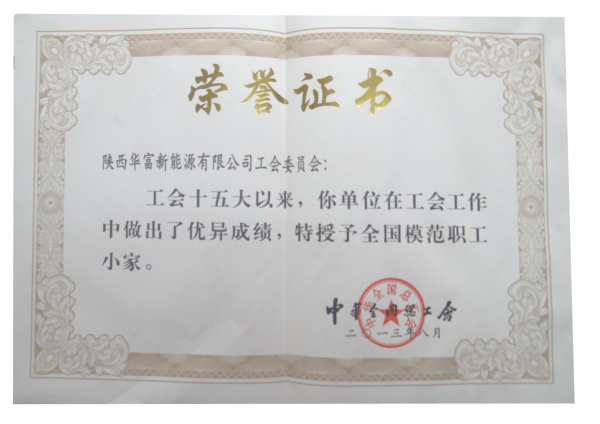 荣誉证书
陕西华富新能源有限公司工会委员会：
工会十五大以来，你单位在工会工作
中做出了优异成绩，特授予全国模范职工
小家。
中华全国总工會
二〇一三年八月